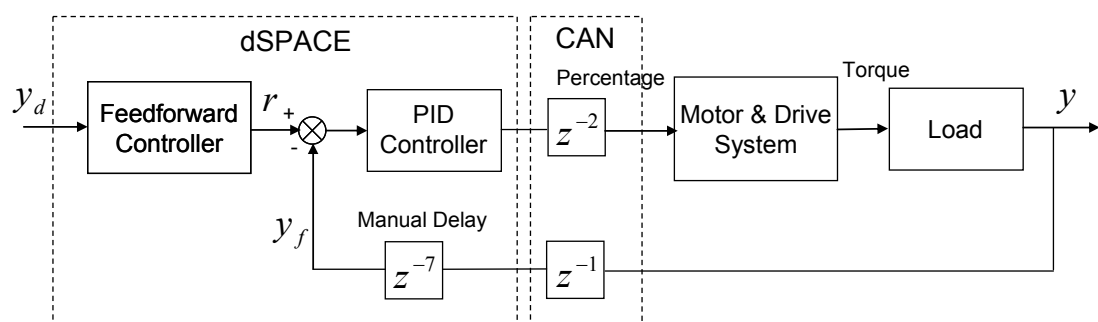 dSPACE
CAN
y_d
Feedforward
Controller
r
+
-
PID
Controller
Percentage
z^{-2}
Motor & Drive
System
Torque
Load
y
y_f
Manual Delay
z^{-7}
z^{-1}